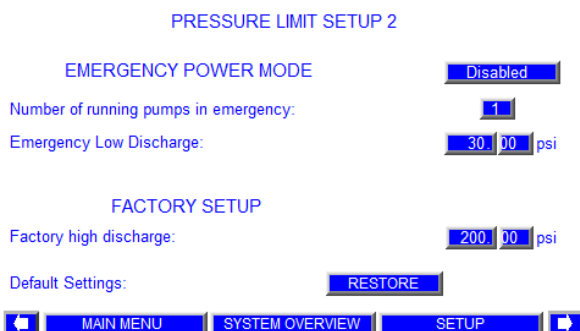 PRESSURE LIMIT SETUP 2
EMERGENCY POWER MODE Disabled
Number of running pumps in emergency: 1
Emergency Low Discharge: 30. 00 psi
FACTORY SETUP
Factory high discharge: 200. 00 psi
Default Settings: RESTORE
MAIN MENU SYSTEM OVERVIEW SETUP